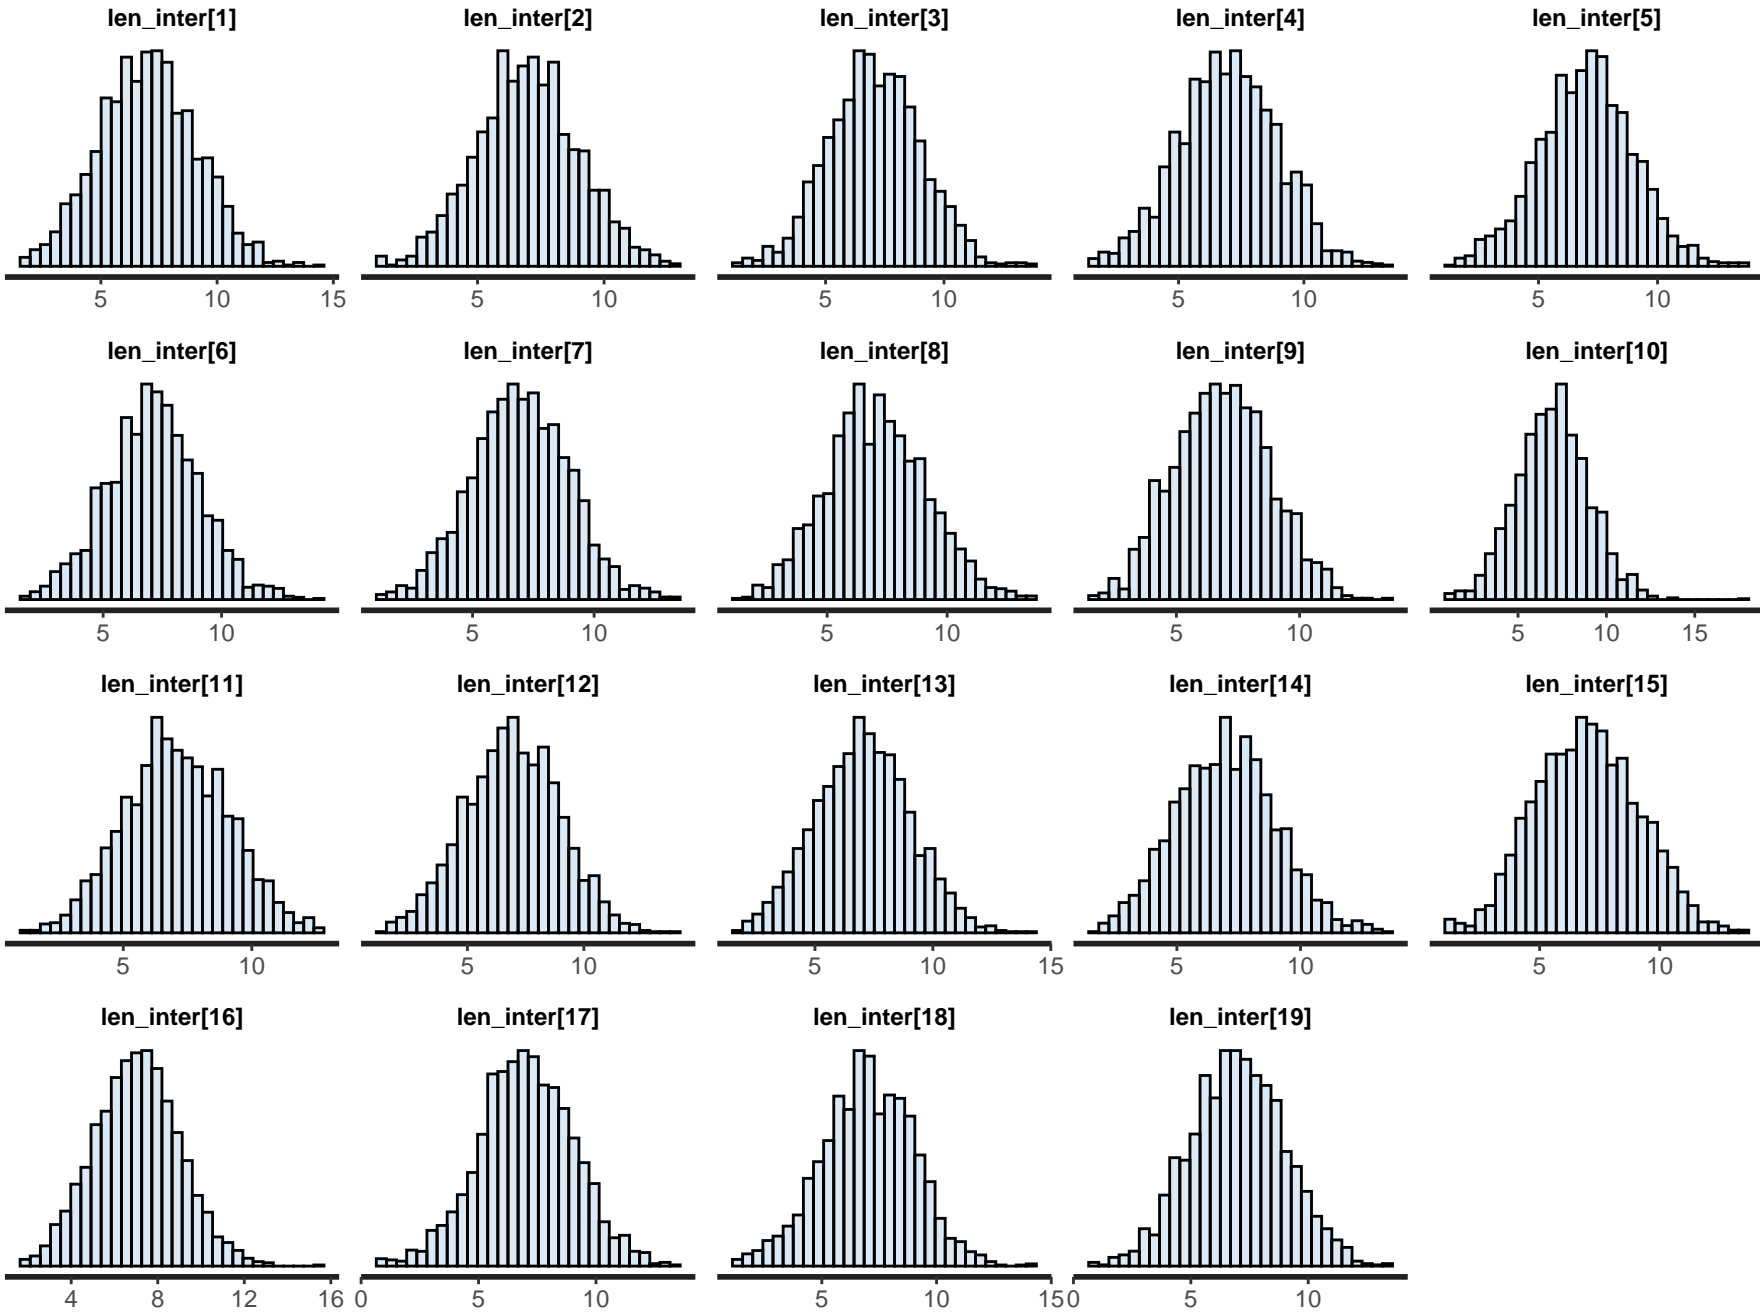 len_inter[1] len_inter[2] len_inter[3] len_inter[4] len_inter[5]
5 10 15 5 10 5 10 5 10 5 10
len_inter[6] len_inter[7] len_inter[8] len_inter[9] len_inter[10]
5 10 5 10 5 10 5 10 5 10 15
len_inter[11] len_inter[12] len_inter[13] len_inter[14] len_inter[15]
5 10 5 10 5 10 15 5 10 5 10
len_inter[16] len_inter[17] len_inter[18] len_inter[19]
4 8 12 16 0 5 10 5 10 15 0 5 10